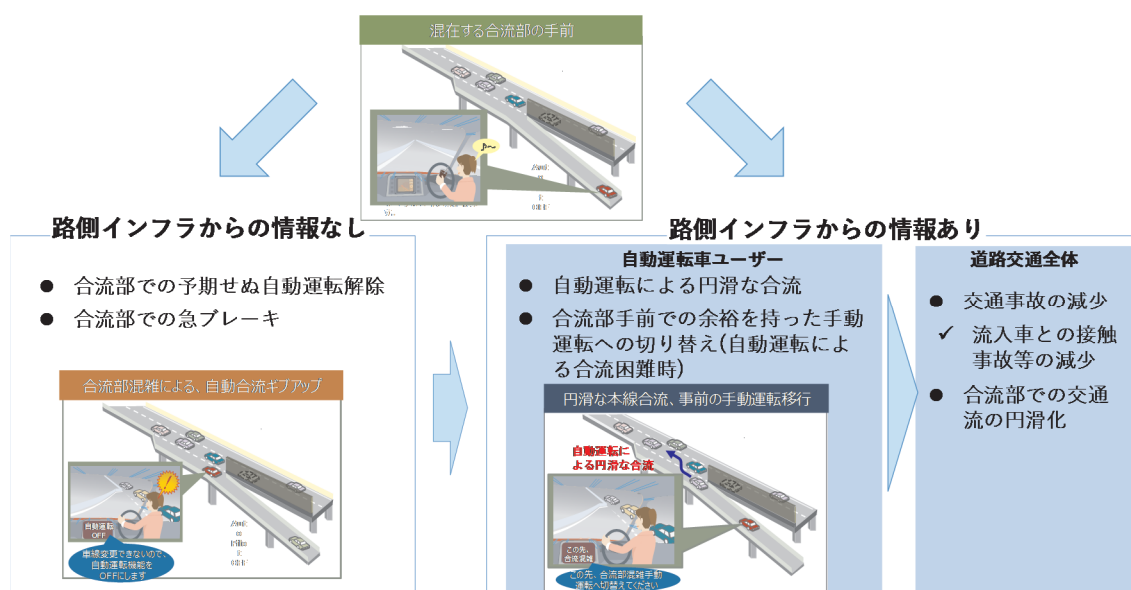 混在する合流部の手前
♪~
路側インフラからの情報なし
● 合流部での予期せぬ自動運転解除
● 合流部での急ブレーキ
合流部混雑による、自動合流ギブアップ
自動運転
OFF
車線変更できないので、
自動運転機能を
OFFにします
路側インフラからの情報あり
自動運転車ユーザー
● 自動運転による円滑な合流
● 合流部手前での余裕を持った手動
運転への切り替え(自動運転によ
る合流困難時)
円滑な本線合流、事前の手動運転移行
自動運転に
よる円滑な合流
この先、
合流部混雑
この先、合流部混雑手動
運転へ切替えてください
道路交通全体
● 交通事故の減少
✓ 流入車との接触
事故等の減少
● 合流部での交通
流の円滑化